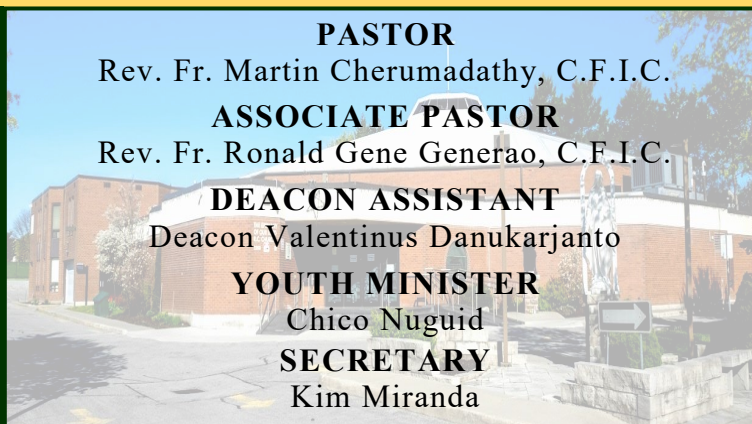 PASTOR
Rev. Fr. Martin Cherumadathy, C.F.I.C.
ASSOCIATE PASTOR
Rev. Fr. Ronald Gene Generao, C.F.I.C.
DEACON ASSISTANT
Deacon Valentinus Danukarjanto
YOUTH MINISTER
Chico Nuguid
SECRETARY
Kim Miranda